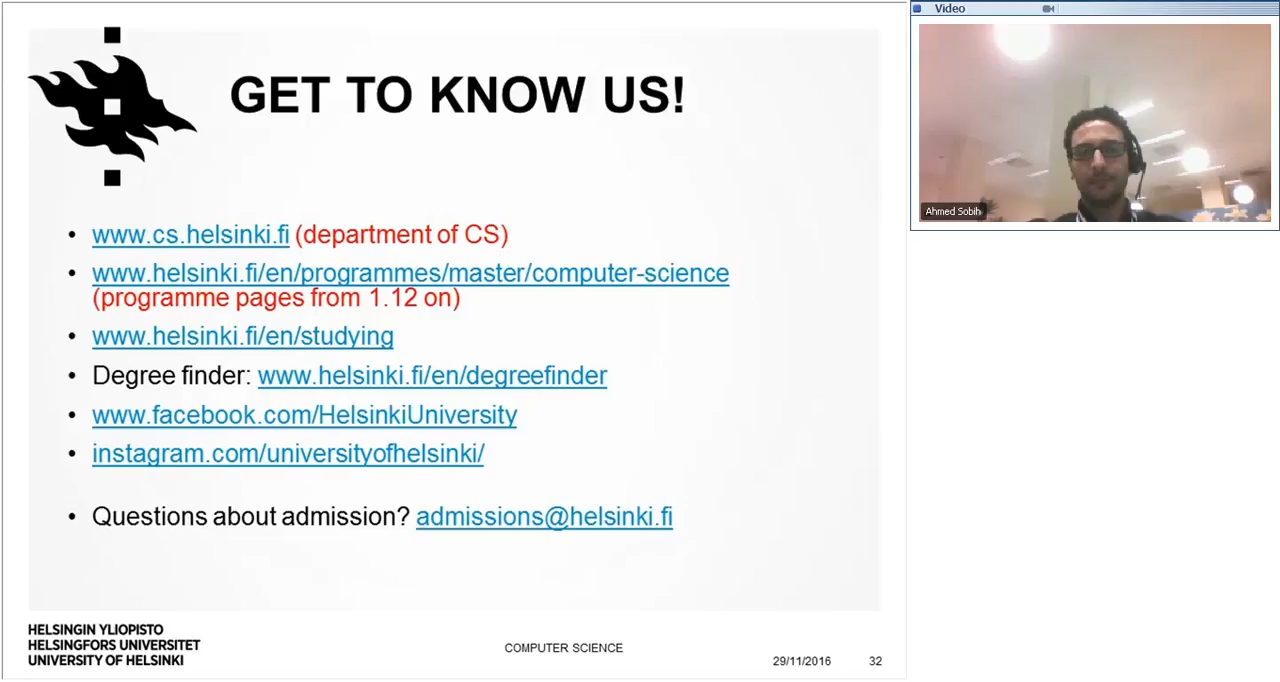 GET TO KNOW US!
• www.cs.helsinki.fi (department of CS)
• www.helsinki.fi/en/programmes/master/computer-science
(programme pages from 1.12 on)
• www.helsinki.fi/en/studying
• Degree finder: www.helsinki.fi/en/degreefinder
• www.facebook.com/HelsinkiUniversity
• instagram.com/universityofhelsinki/
• Questions about admission? admissions@helsinki.fi
HELSINGIN YLIOPISTO
HELSINGFORS UNIVERSITET
UNIVERSITY OF HELSINKI
COMPUTER SCIENCE
29/11/2016
32
Video
Ahmed Sobih